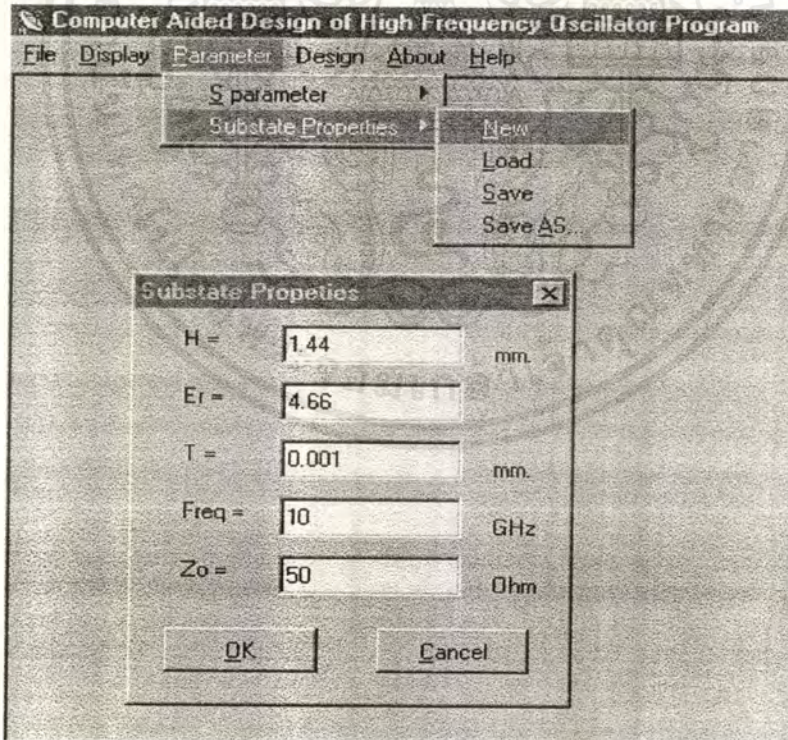 Computer Aided Design of High Frequency Oscillator Program
File Display Parameter Design About Help
S parameter
Substate Properties
New
Load...
Save
Save AS...
Substate Propeties
H = 1.44 mm.
Er = 4.66
T = 0.001 mm.
Freq = 10 GHz
Zo = 50 Ohm
OK Cancel